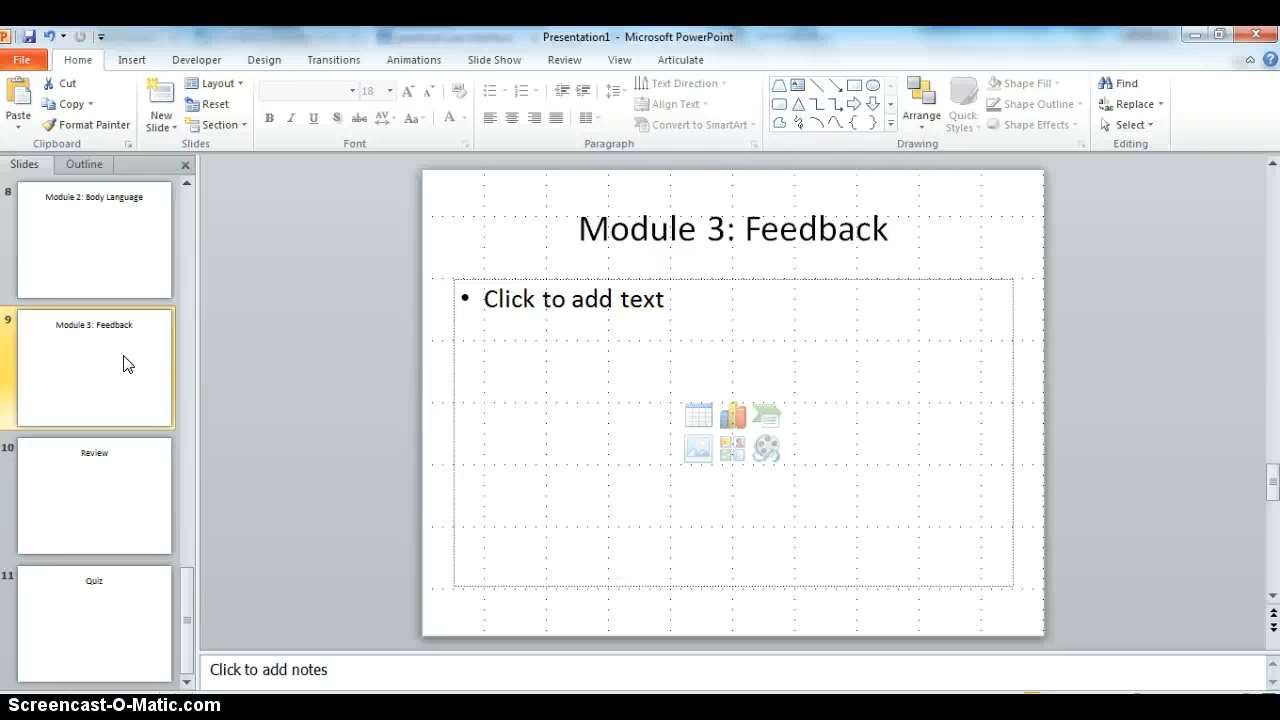 Presentation1 - Microsoft PowerPoint
File Home Insert Developer Design Transitions Animations Slide Show Review View Articulate
Paste
Cut
Copy
Format Painter
Clipboard
New Slide
Layout
Reset
Section
Slides
18
B I U S abc AV Aa A
Font
Text Direction
Align Text
Convert to SmartArt
Paragraph
Arrange
Quick Styles
Shape Fill
Shape Outline
Shape Effects
Drawing
Find
Replace
Select
Editing
Slides Outline
8
Module 2: Body Language
9
Module 3: Feedback
10
Review
11
Quiz
Module 3: Feedback
• Click to add text
Click to add notes
Screencast-O-Matic.com